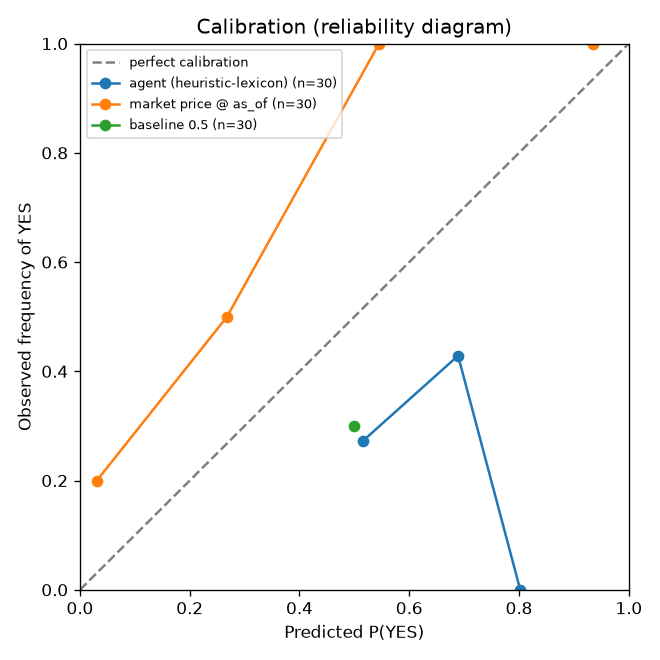 Calibration (reliability diagram)
perfect calibration
agent (heuristic-lexicon) (n=30)
market price @ as_of (n=30)
baseline 0.5 (n=30)
1.0
0.8
0.6
0.4
0.2
0.0
Observed frequency of YES
0.0 0.2 0.4 0.6 0.8 1.0
Predicted P(YES)